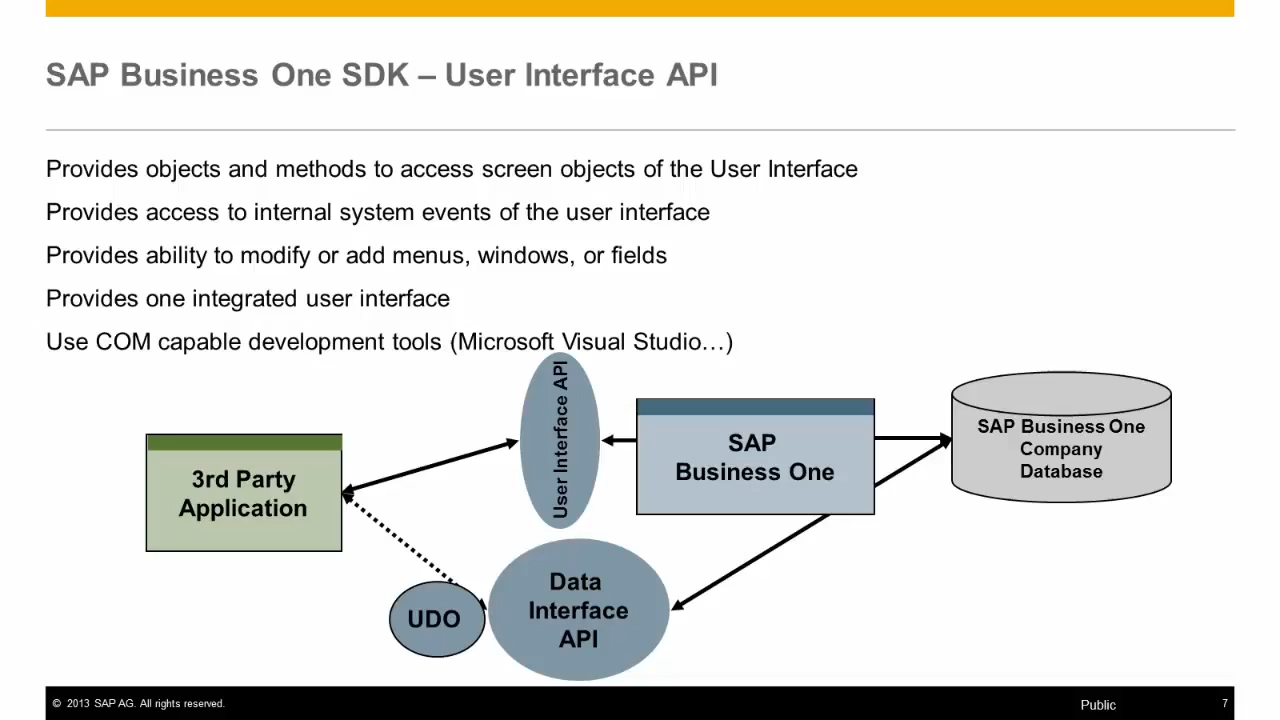 SAP Business One SDK – User Interface API
Provides objects and methods to access screen objects of the User Interface
Provides access to internal system events of the user interface
Provides ability to modify or add menus, windows, or fields
Provides one integrated user interface
Use COM capable development tools (Microsoft Visual Studio…)
3rd Party
Application
User Interface API
SAP
Business One
SAP Business One
Company
Database
UDO
Data
Interface
API
© 2013 SAP AG. All rights reserved.
Public
7